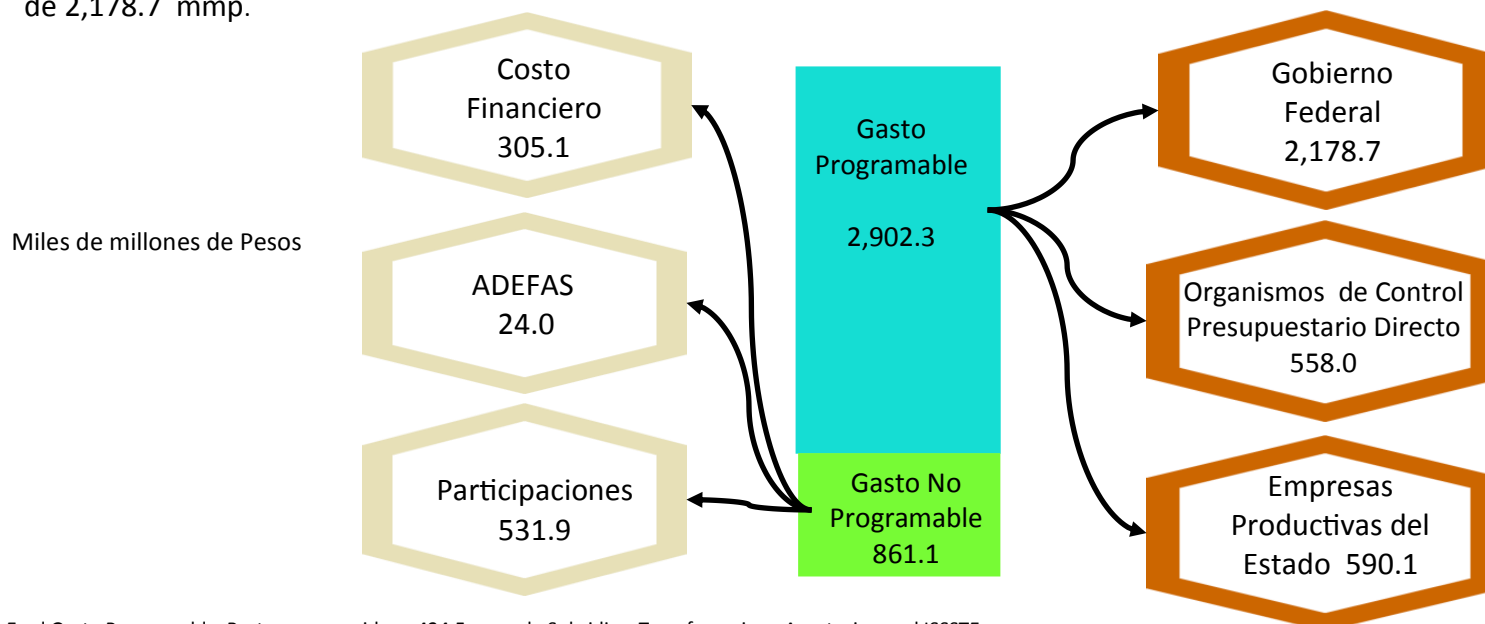 de 2,178.7 mmp.
Costo
Financiero
305.1
Gasto
Programable
2,902.3
Gobierno
Federal
2,178.7
Miles de millones de Pesos
ADEFAS
24.0
Organismos de Control
Presupuestario Directo
558.0
Participaciones
531.9
Gasto No
Programable
861.1
Empresas
Productivas del
Estado 590.1